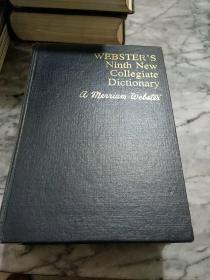 WEBSTER'S
Ninth New
Collegiate
Dictionary
a Merriam-Webster